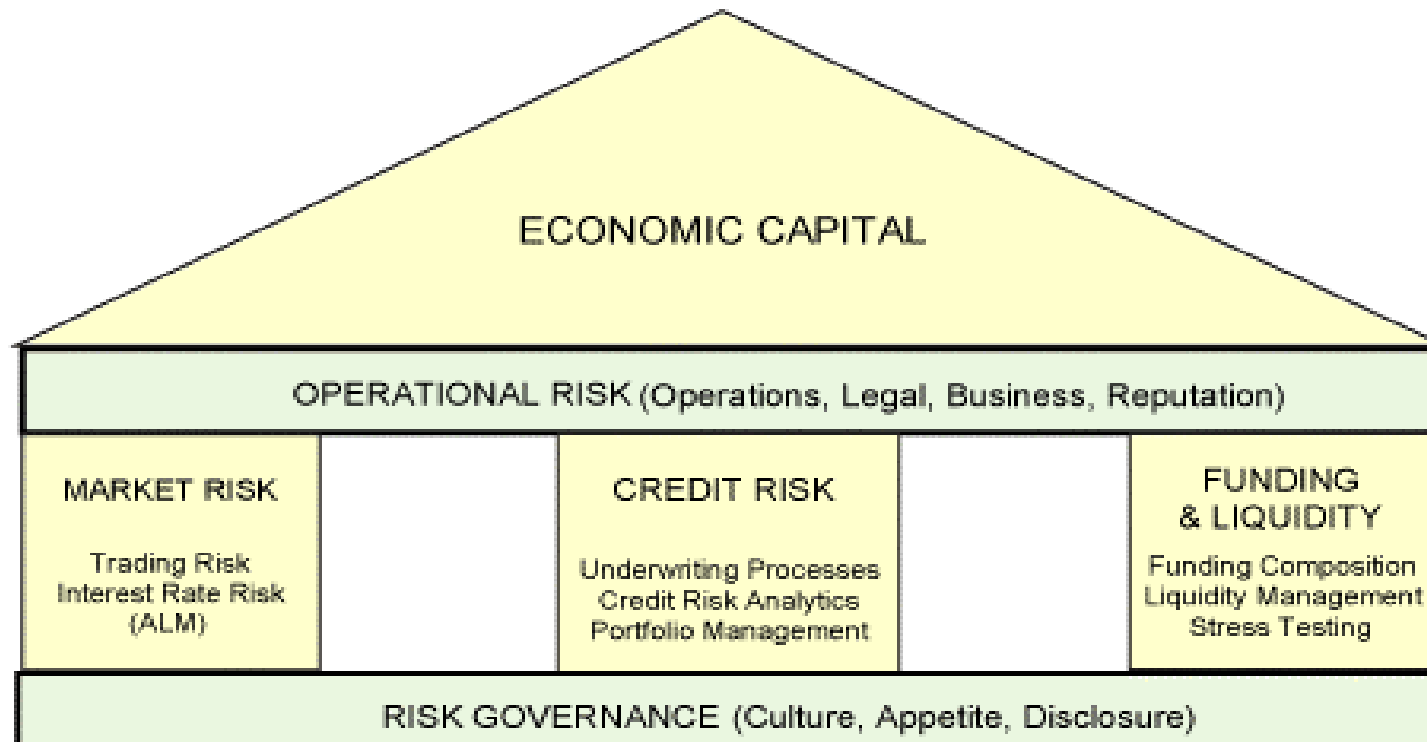 ECONOMIC CAPITAL
OPERATIONAL RISK (Operations, Legal, Business, Reputation)
MARKET RISK
Trading Risk
Interest Rate Risk
(ALM)
CREDIT RISK
Underwriting Processes
Credit Risk Analytics
Portfolio Management
FUNDING
& LIQUIDITY
Funding Composition
Liquidity Management
Stress Testing
RISK GOVERNANCE (Culture, Appetite, Disclosure)